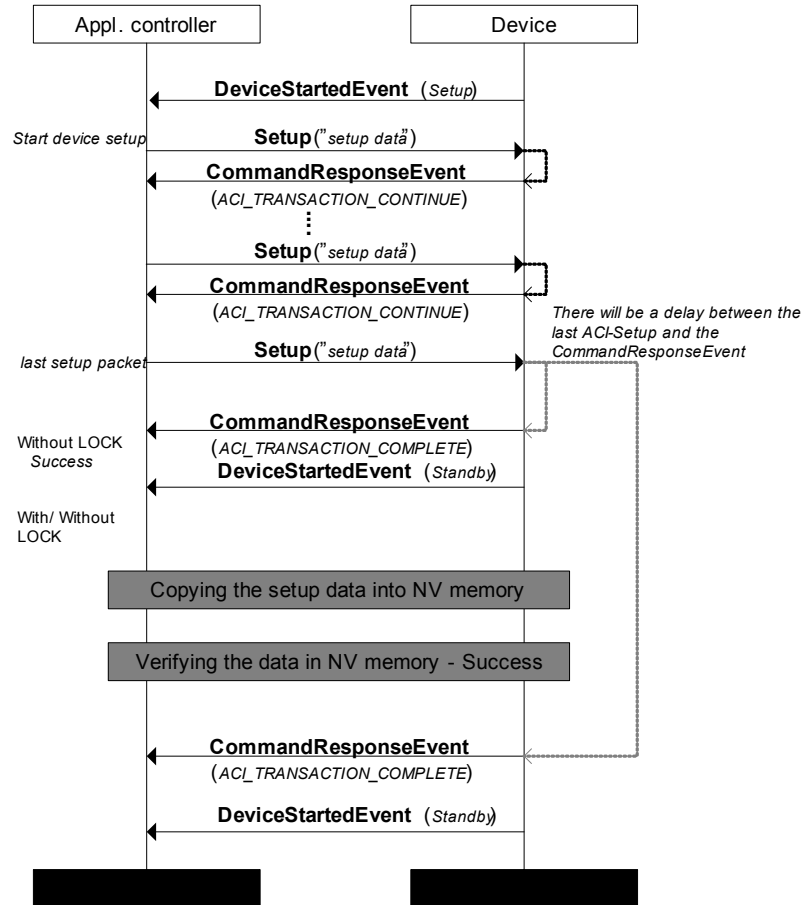 Appl. controller
Device
DeviceStartedEvent (Setup)
Start device setup
Setup("setup data")
CommandResponseEvent
(ACI_TRANSACTION_CONTINUE)
Setup("setup data")
CommandResponseEvent
(ACI_TRANSACTION_CONTINUE)
There will be a delay between the
last ACI-Setup and the
CommandResponseEvent
Setup("setup data")
last setup packet
CommandResponseEvent
(ACI_TRANSACTION_COMPLETE)
Without LOCK
Success
DeviceStartedEvent (Standby)
With/ Without
LOCK
Copying the setup data into NV memory
Verifying the data in NV memory - Success
CommandResponseEvent
(ACI_TRANSACTION_COMPLETE)
DeviceStartedEvent (Standby)